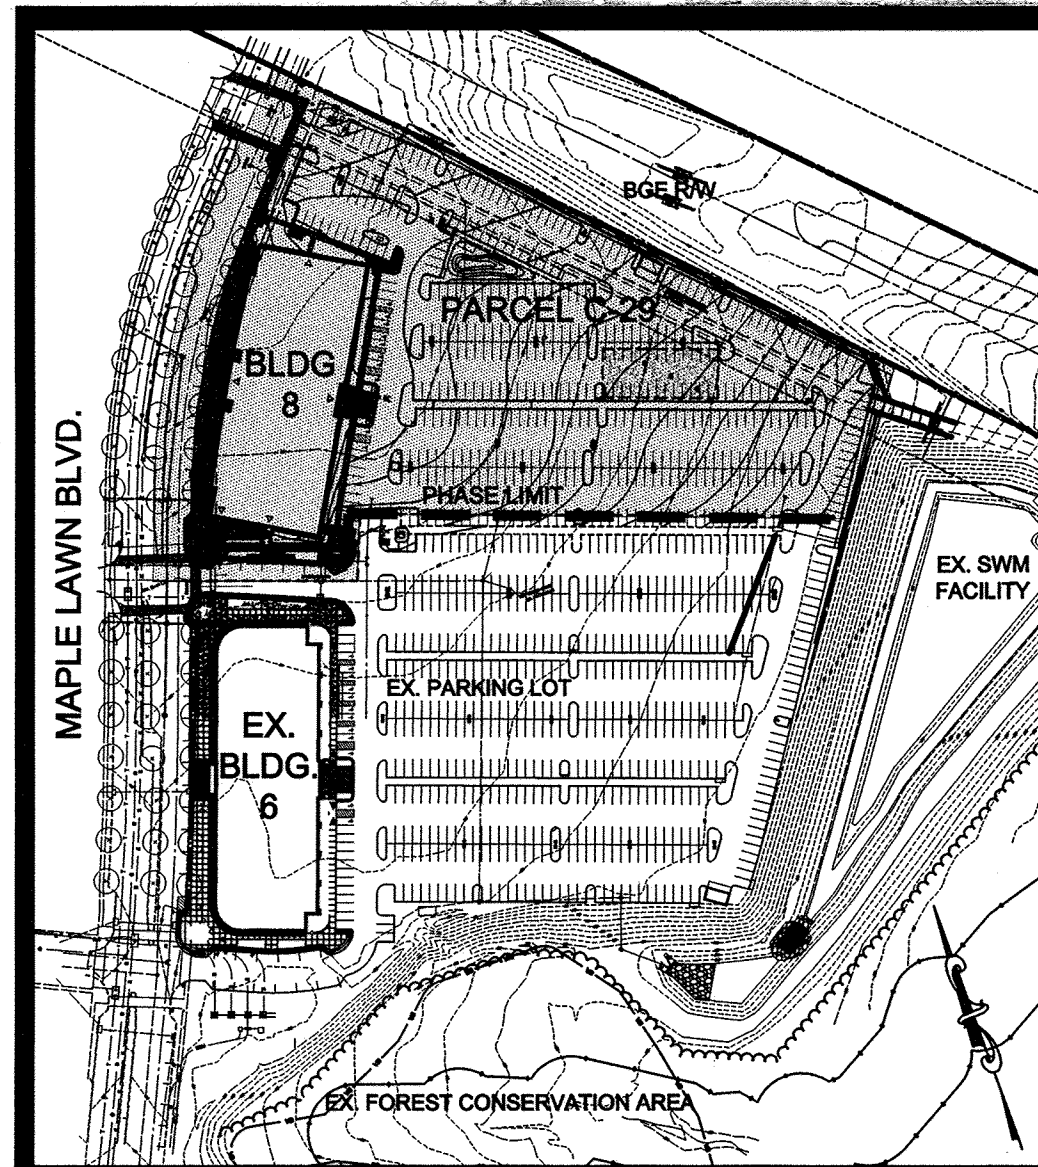 BGE R/W
PARCEL C-29
BLDG
8
MAPLE LAWN BLVD.
PHASE LIMIT
EX. SWM
FACILITY
EX. PARKING LOT
EX.
BLDG.
6
EX. FOREST CONSERVATION AREA